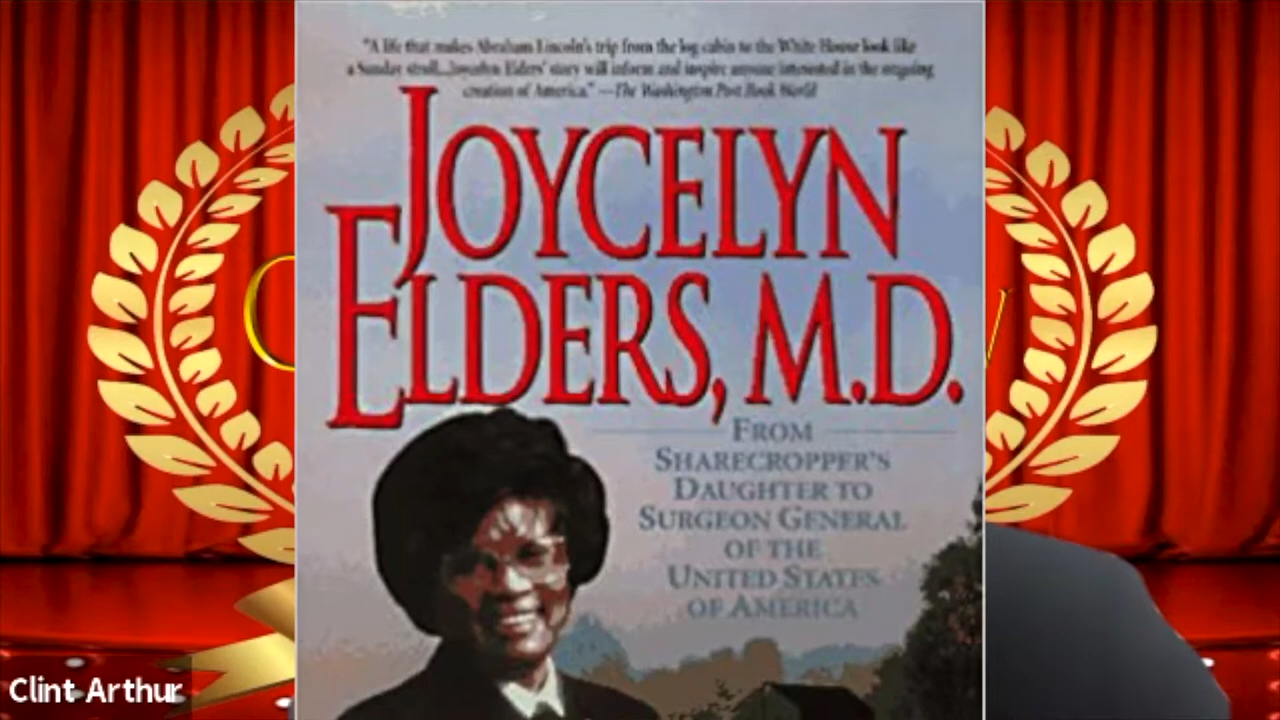 "A life that makes Abraham Lincoln's trip from the log cabin to the White House look like
a Sunday stroll...Joycelyn Elders' story will inform and inspire anyone interested in the ongoing
creation of America." —The Washington Post Book World
JOYCELYN
ELDERS, M.D.
FROM
SHARECROPPER'S
DAUGHTER TO
SURGEON GENERAL
OF THE
UNITED STATES
OF AMERICA
Clint Arthur